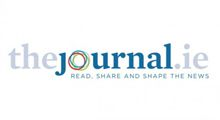 thejournal.ie
READ, SHARE AND SHAPE THE NEWS